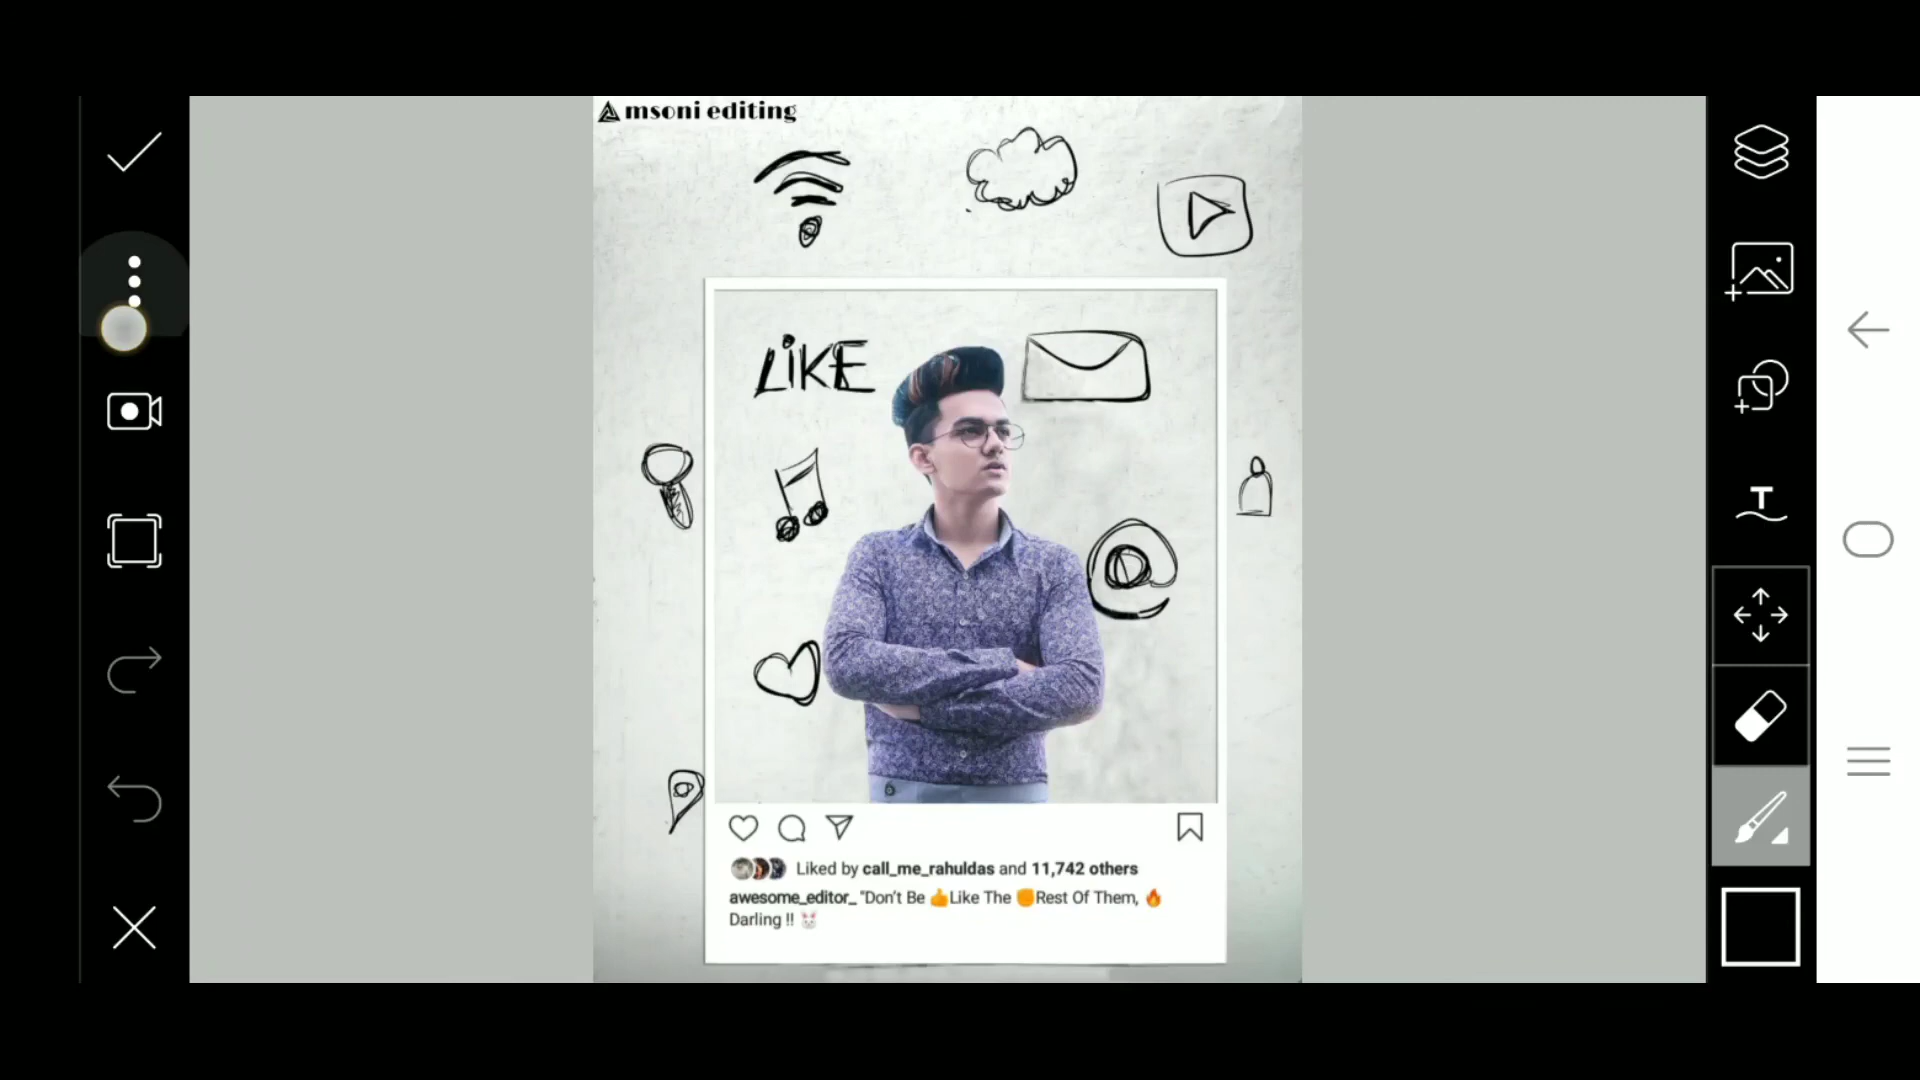 msoni editing
LiKE
Liked by call_me_rahuldas and 11,742 others
awesome_editor_ "Don't Be 👍Like The ✊Rest Of Them, 🔥
Darling !! 🐰
T